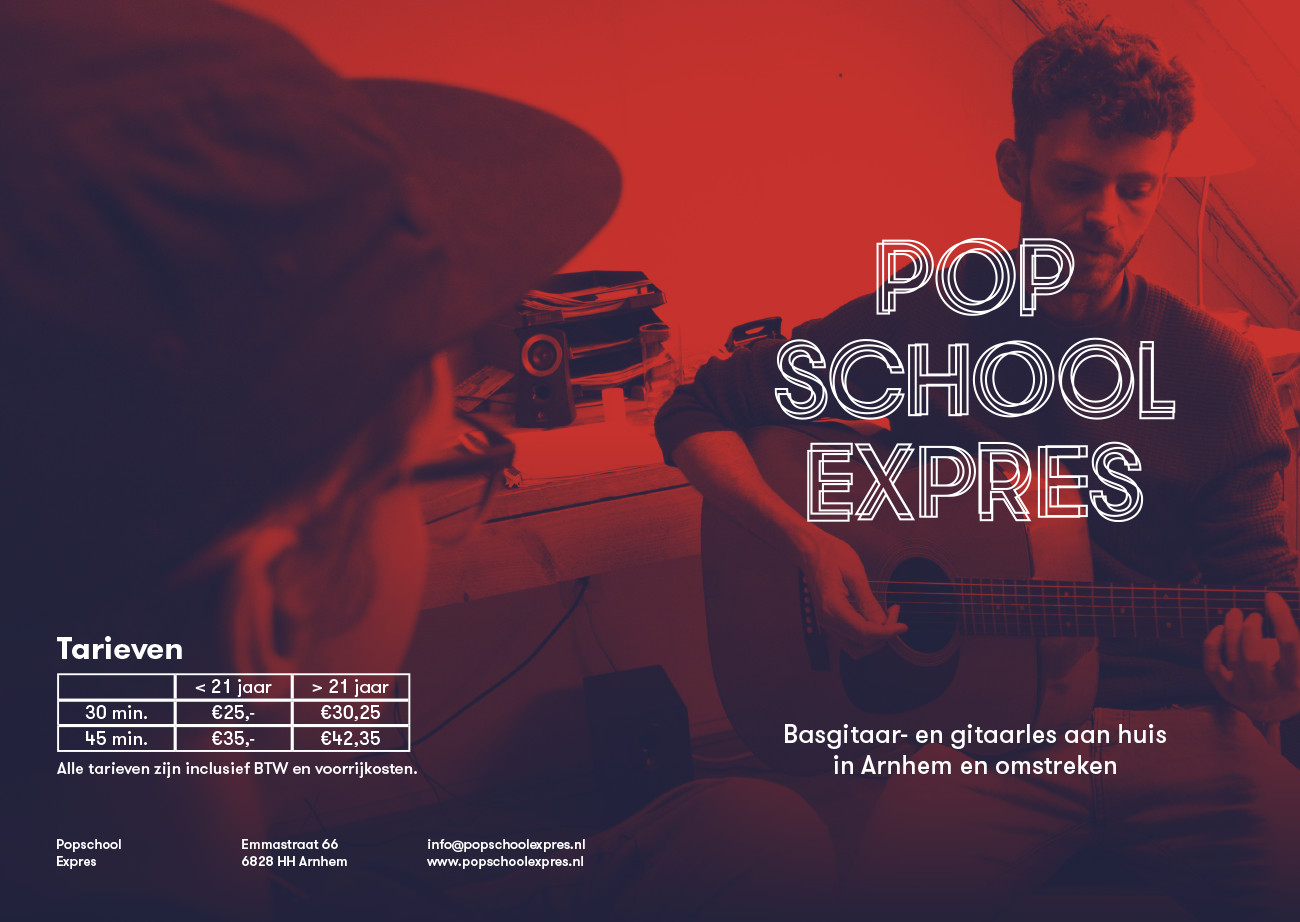 POP
SCHOOL
EXPRES
Basgitaar- en gitaarles aan huis
in Arnhem en omstreken
Tarieven
< 21 jaar > 21 jaar
30 min. €25,- €30,25
45 min. €35,- €42,35
Alle tarieven zijn inclusief BTW en voorrijkosten.
Popschool
Expres
Emmastraat 66
6828 HH Arnhem
info@popschoolexpres.nl
www.popschoolexpres.nl